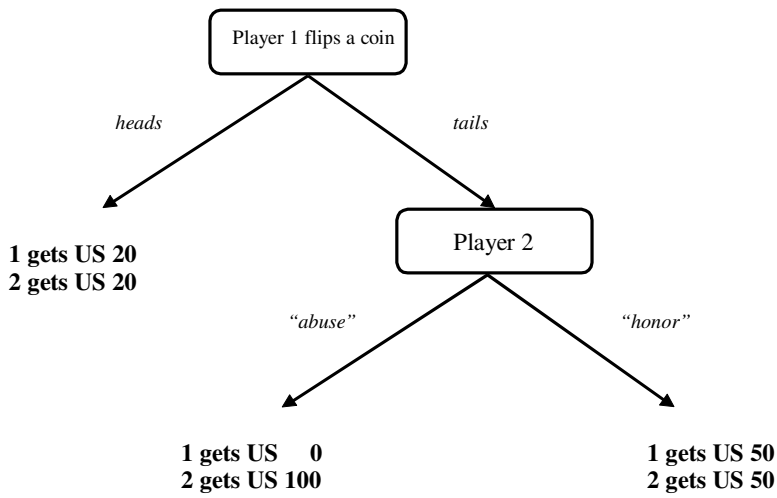 Player 1 flips a coin
heads
tails
1 gets US 20
2 gets US 20
Player 2
“abuse”
“honor”
1 gets US 0
2 gets US 100
1 gets US 50
2 gets US 50